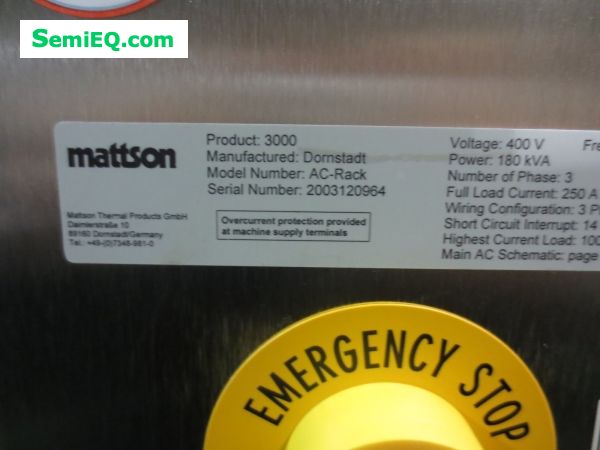 SemiEQ.com
mattson
Mattson Thermal Products GmbH
Daimlerstraße 10
89160 Dornstadt/Germany
Tel.: +49-(0)7348-981-0
Product: 3000
Manufactured: Dornstadt
Model Number: AC-Rack
Serial Number: 2003120964
Overcurrent protection provided
at machine supply terminals
Voltage: 400 V Fre
Power: 180 kVA
Number of Phase: 3
Full Load Current: 250 A
Wiring Configuration: 3 P
Short Circuit Interrupt: 14
Highest Current Load: 100
Main AC Schematic: page
EMERGENCY STOP